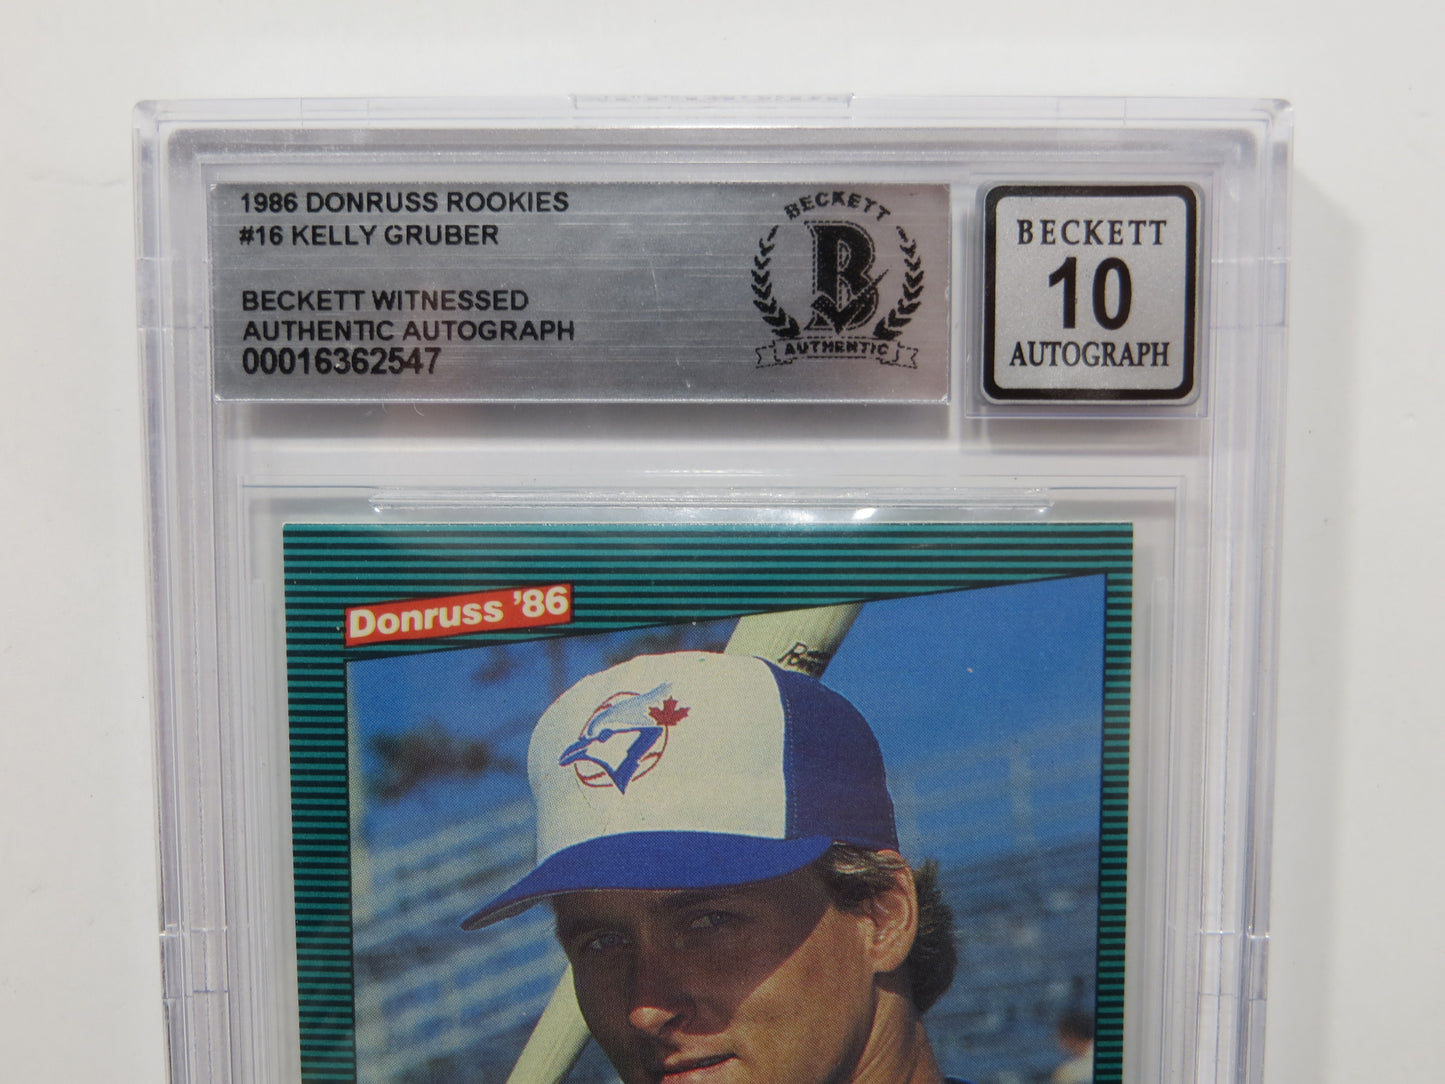 1986 DONRUSS ROOKIES
#16 KELLY GRUBER
BECKETT WITNESSED
AUTHENTIC AUTOGRAPH
00016362547
BECKETT
B
AUTHENTIC
BECKETT
10
AUTOGRAPH
Donruss '86